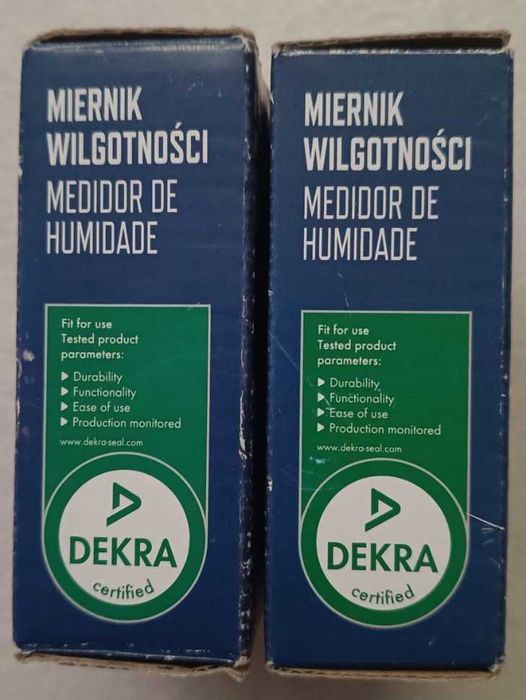 MIERNIK
WILGOTNOŚCI
MEDIDOR DE
HUMIDADE
Fit for use
Tested product
parameters:
Durability
Functionality
Ease of use
Production monitored
www.dekra-seal.com
DEKRA
certified
MIERNIK
WILGOTNOŚCI
MEDIDOR DE
HUMIDADE
Fit for use
Tested product
parameters:
Durability
Functionality
Ease of use
Production monitored
www.dekra-seal.com
DEKRA
certified